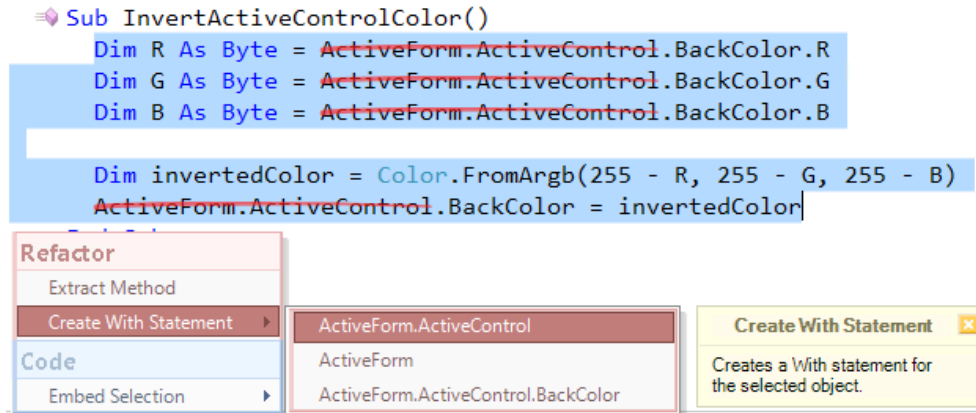 Sub InvertActiveControlColor()
Dim R As Byte = ActiveForm.ActiveControl.BackColor.R
Dim G As Byte = ActiveForm.ActiveControl.BackColor.G
Dim B As Byte = ActiveForm.ActiveControl.BackColor.B
Dim invertedColor = Color.FromArgb(255 - R, 255 - G, 255 - B)
ActiveForm.ActiveControl.BackColor = invertedColor
Refactor
Extract Method
Create With Statement
ActiveForm.ActiveControl
ActiveForm
ActiveForm.ActiveControl.BackColor
Create With Statement
Creates a With statement for
the selected object.
Code
Embed Selection